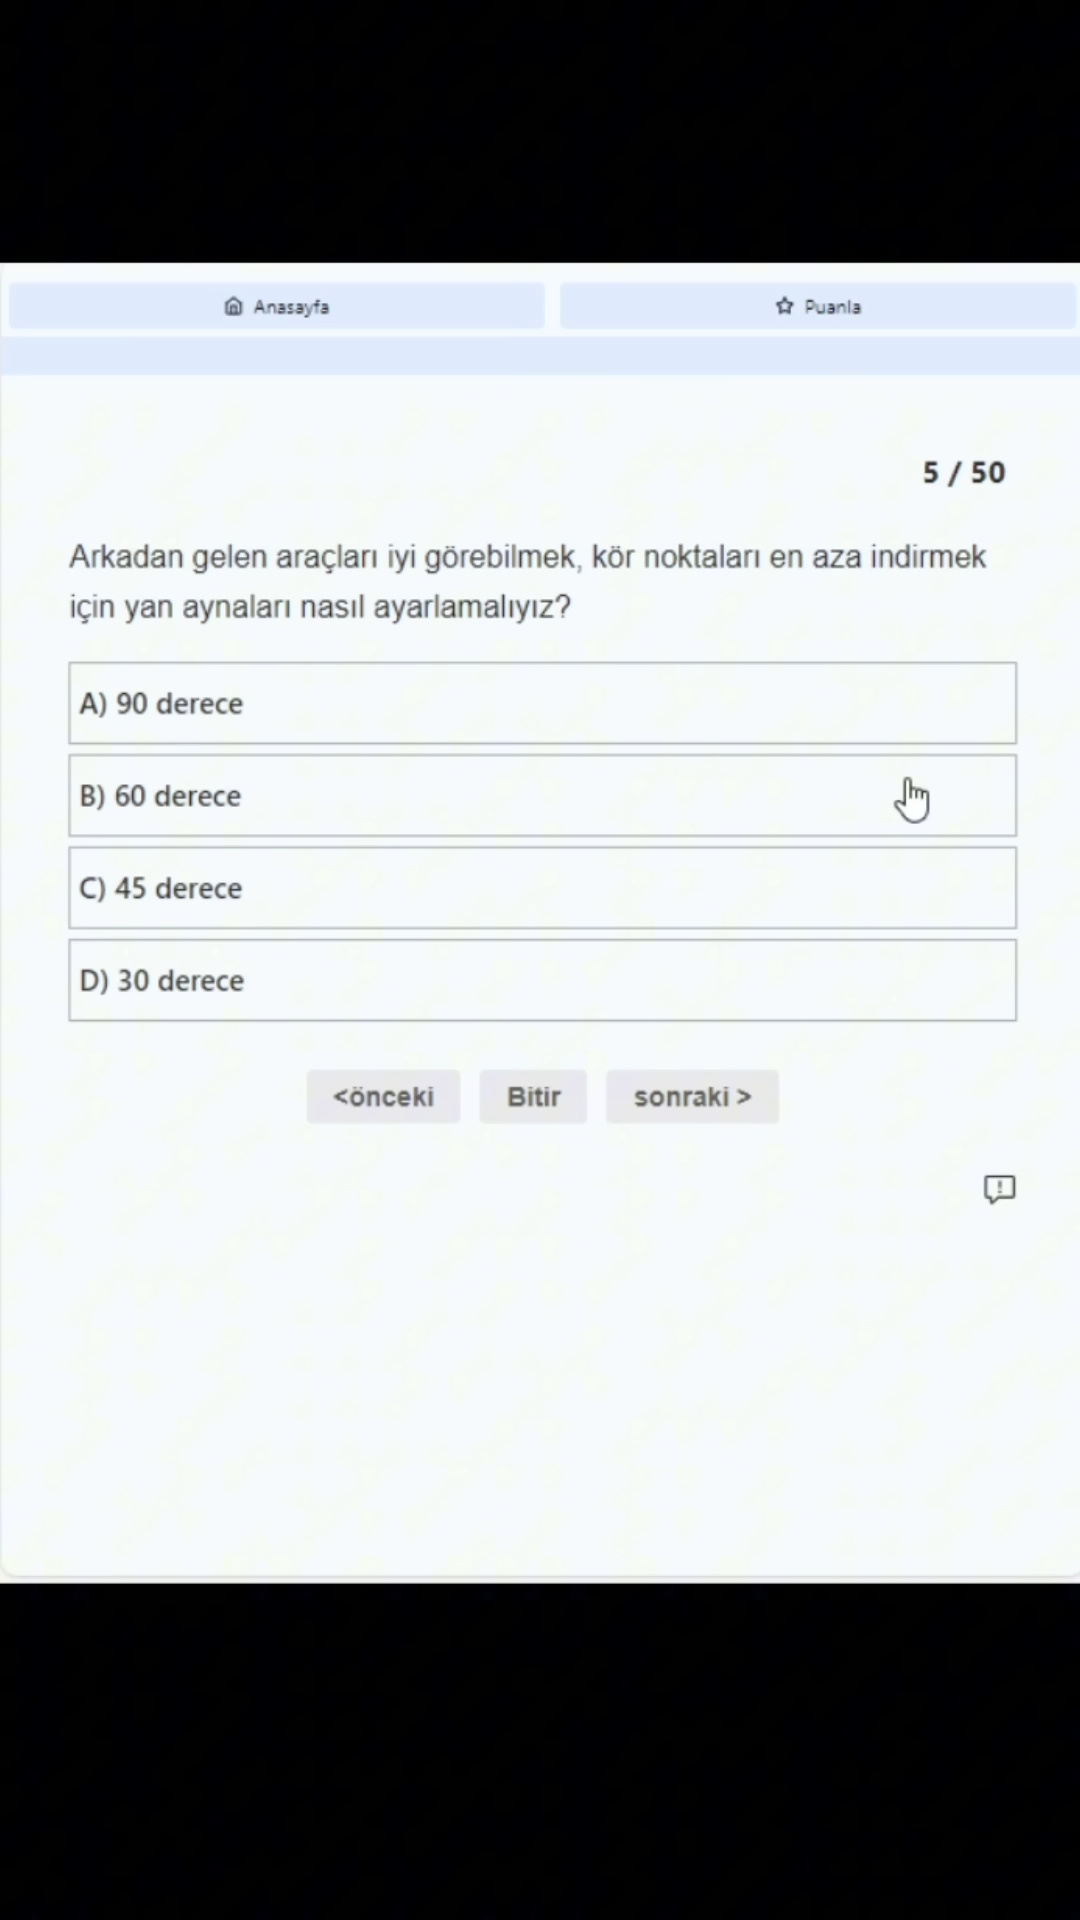 Anasayfa
Puanla
5 / 50
Arkadan gelen araçları iyi görebilmek, kör noktaları en aza indirmek
için yan aynaları nasıl ayarlamalıyız?
A) 90 derece
B) 60 derece
C) 45 derece
D) 30 derece
<önceki
Bitir
sonraki >